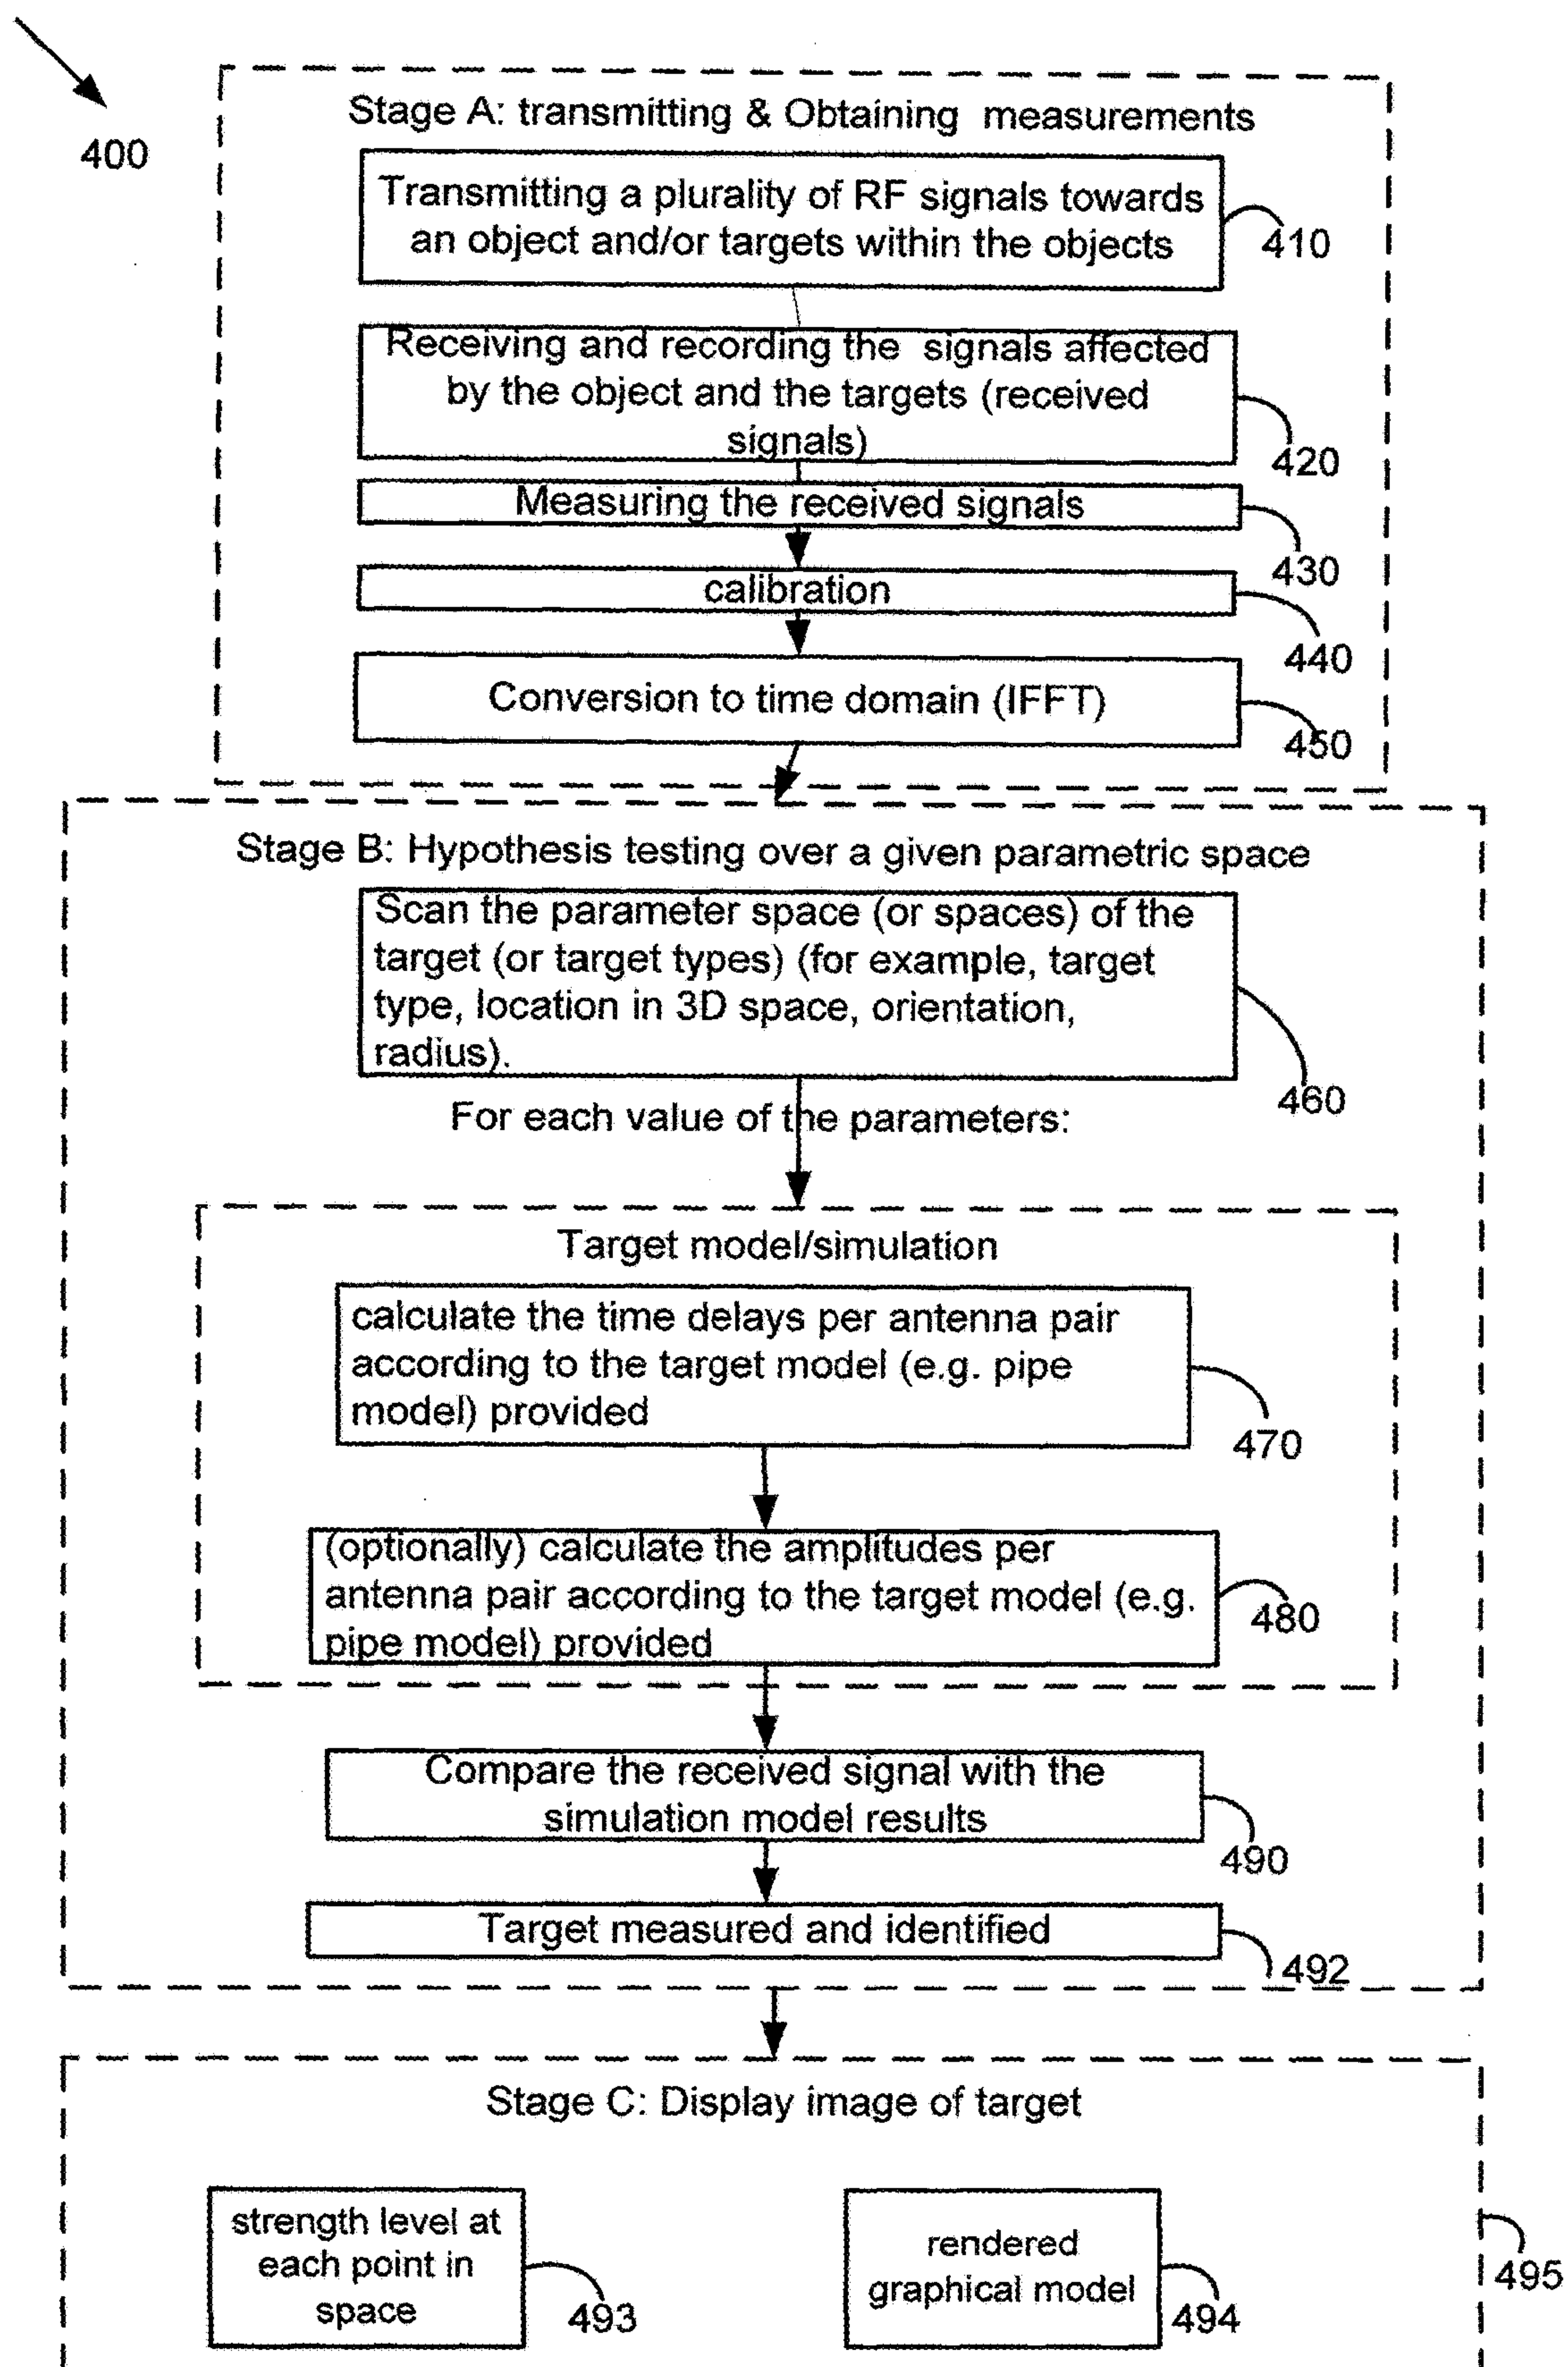 400
Stage A: transmitting & Obtaining measurements
Transmitting a plurality of RF signals towards
an object and/or targets within the objects
410
Receiving and recording the signals affected
by the object and the targets (received
signals)
420
Measuring the received signals
430
calibration
440
Conversion to time domain (IFFT)
450
Stage B: Hypothesis testing over a given parametric space
Scan the parameter space (or spaces) of the
target (or target types) (for example, target
type, location in 3D space, orientation,
radius).
460
For each value of the parameters:
Target model/simulation
calculate the time delays per antenna pair
according to the target model (e.g. pipe
model) provided
470
(optionally) calculate the amplitudes per
antenna pair according to the target model (e.g.
pipe model) provided
480
Compare the received signal with the
simulation model results
490
Target measured and identified
492
Stage C: Display image of target
strength level at
each point in
space
493
rendered
graphical model
494
495